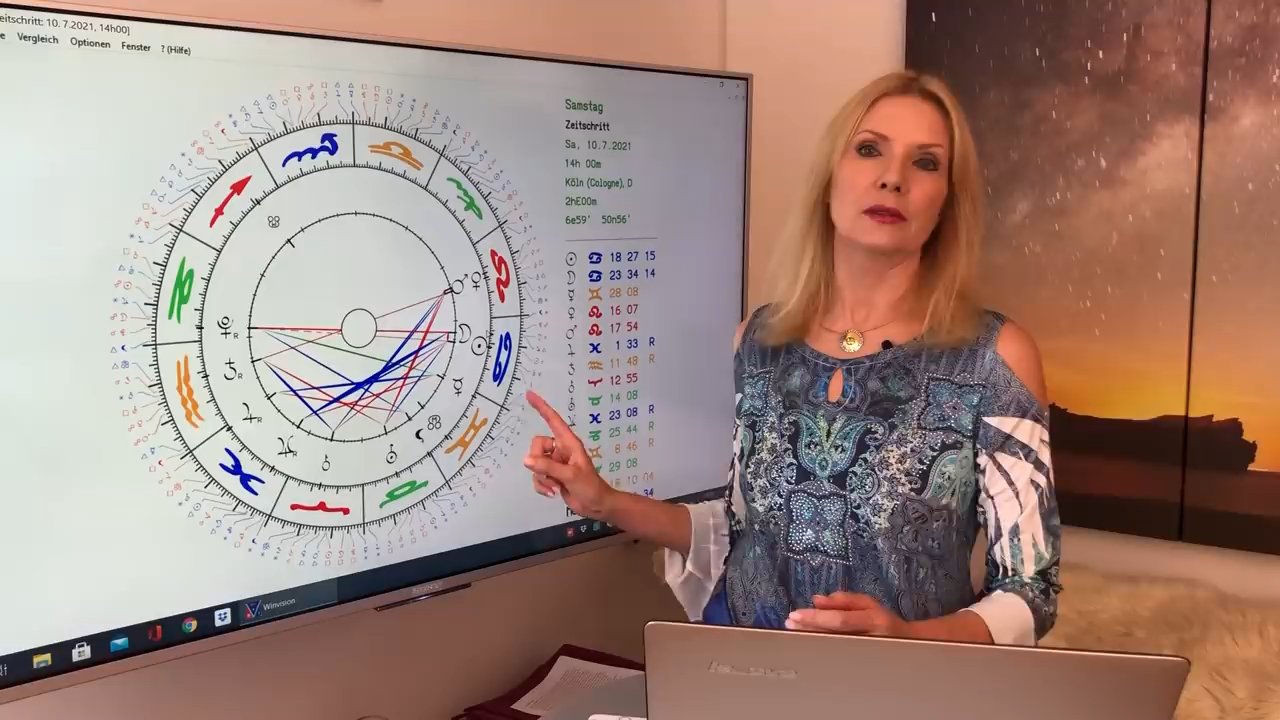 eitschritt: 10.7.2021, 14h00]
e Vergleich Optionen Fenster ? (Hilfe)
Samstag
Zeitschritt
Sa, 10.7.2021
14h 00m
Köln (Cologne), D
2hE00m
6e59' 50n56'
18 27 15
23 34 14
28 08
16 07
17 54
1 33 R
11 48 R
12 55
14 08
23 08 R
25 44 R
8 46 R
29 08
34
Winvision